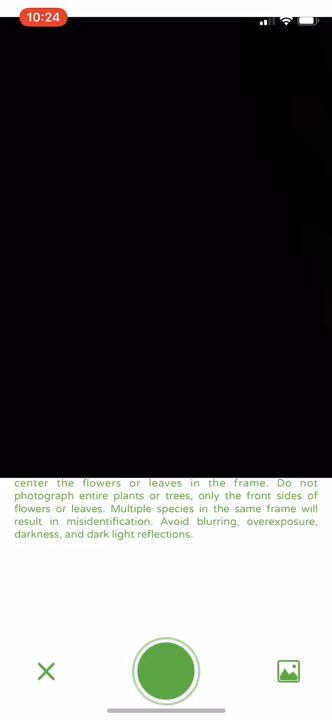 10:24
center the flowers or leaves in the frame. Do not
photograph entire plants or trees, only the front sides of
flowers or leaves. Multiple species in the same frame will
result in misidentification. Avoid blurring, overexposure,
darkness, and dark light reflections.